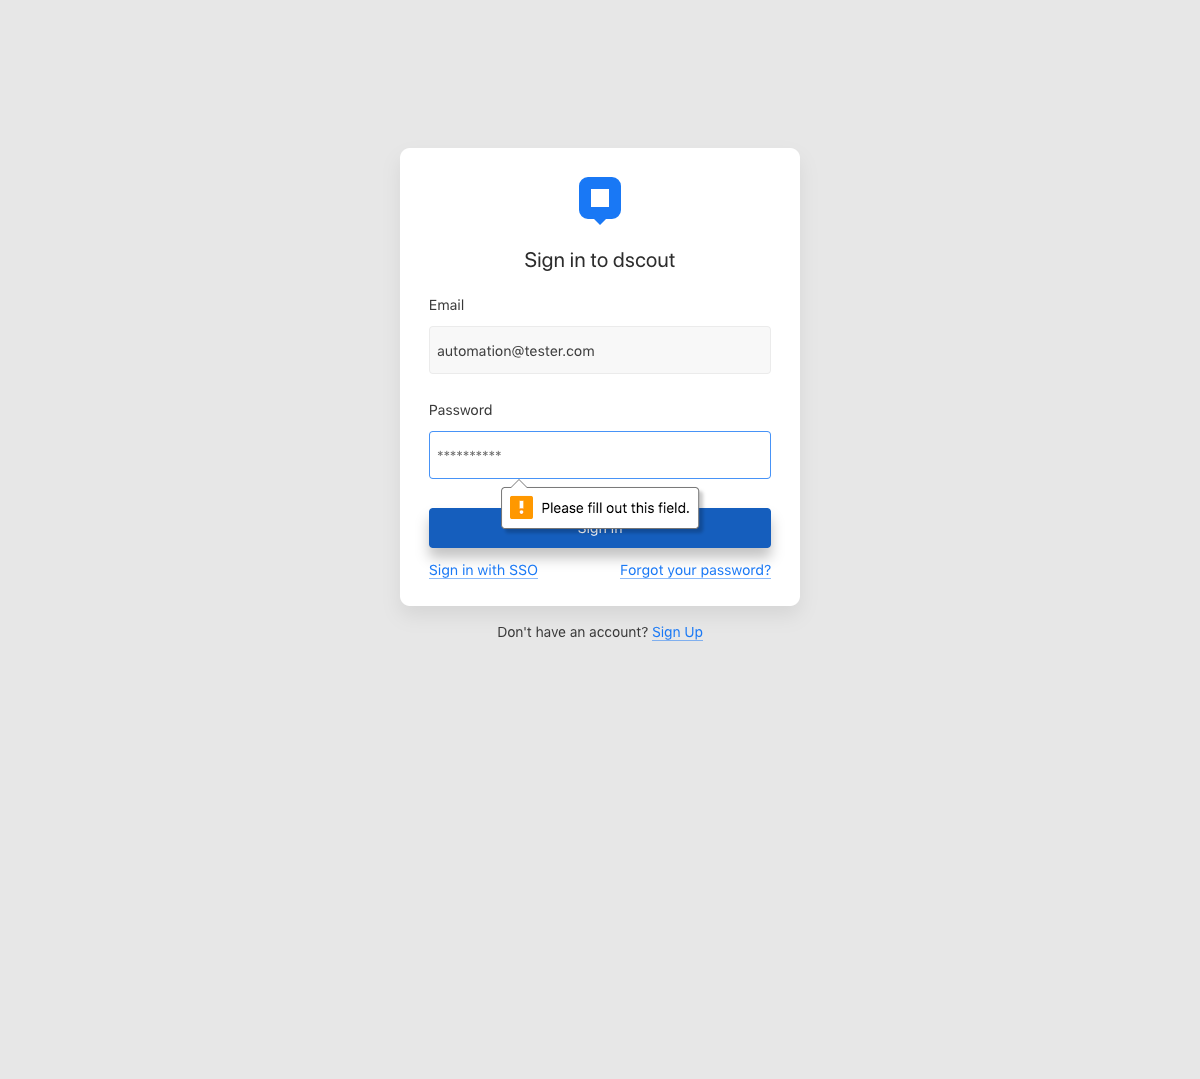 Sign in to dscout
Email
automation@tester.com
Password
**********
Please fill out this field.
Sign in
Sign in with SSO
Forgot your password?
Don't have an account? Sign Up